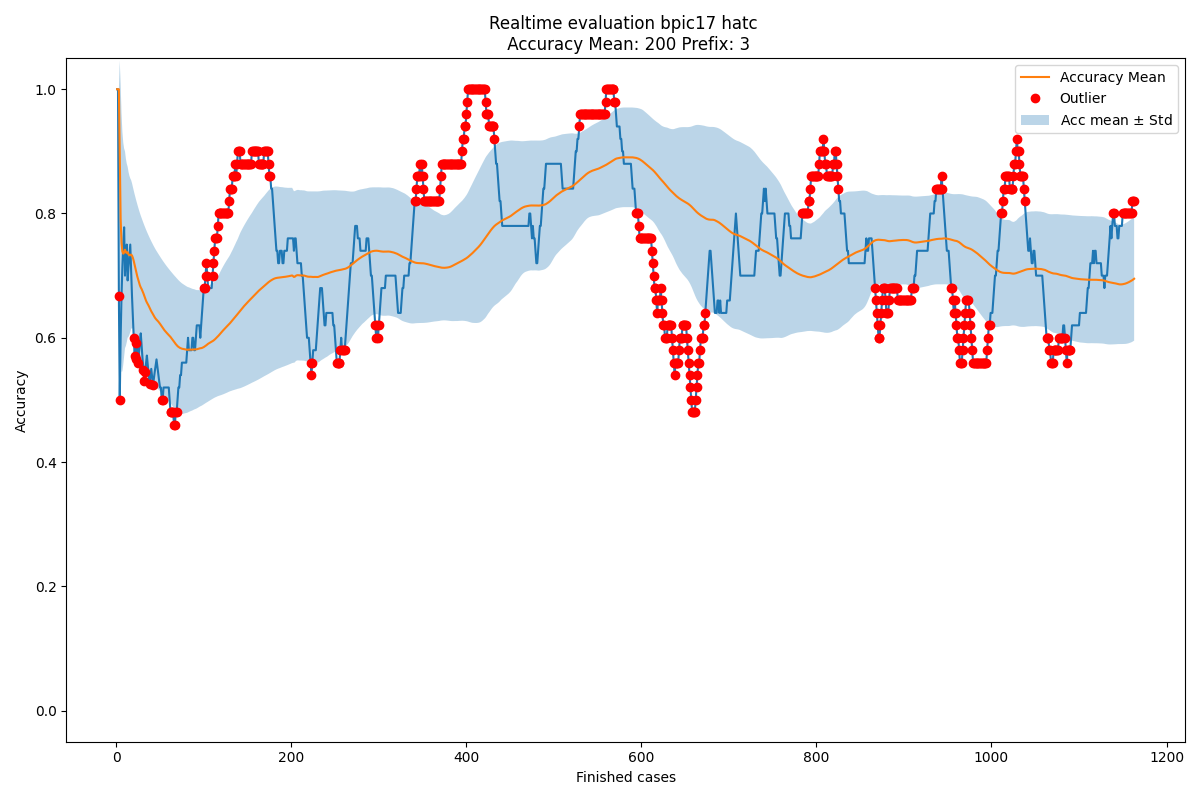 Realtime evaluation bpic17 hatc
Accuracy Mean: 200 Prefix: 3
Accuracy Mean
Outlier
Acc mean ± Std
1.0
0.8
0.6
0.4
0.2
0.0
Accuracy
0 200 400 600 800 1000 1200
Finished cases